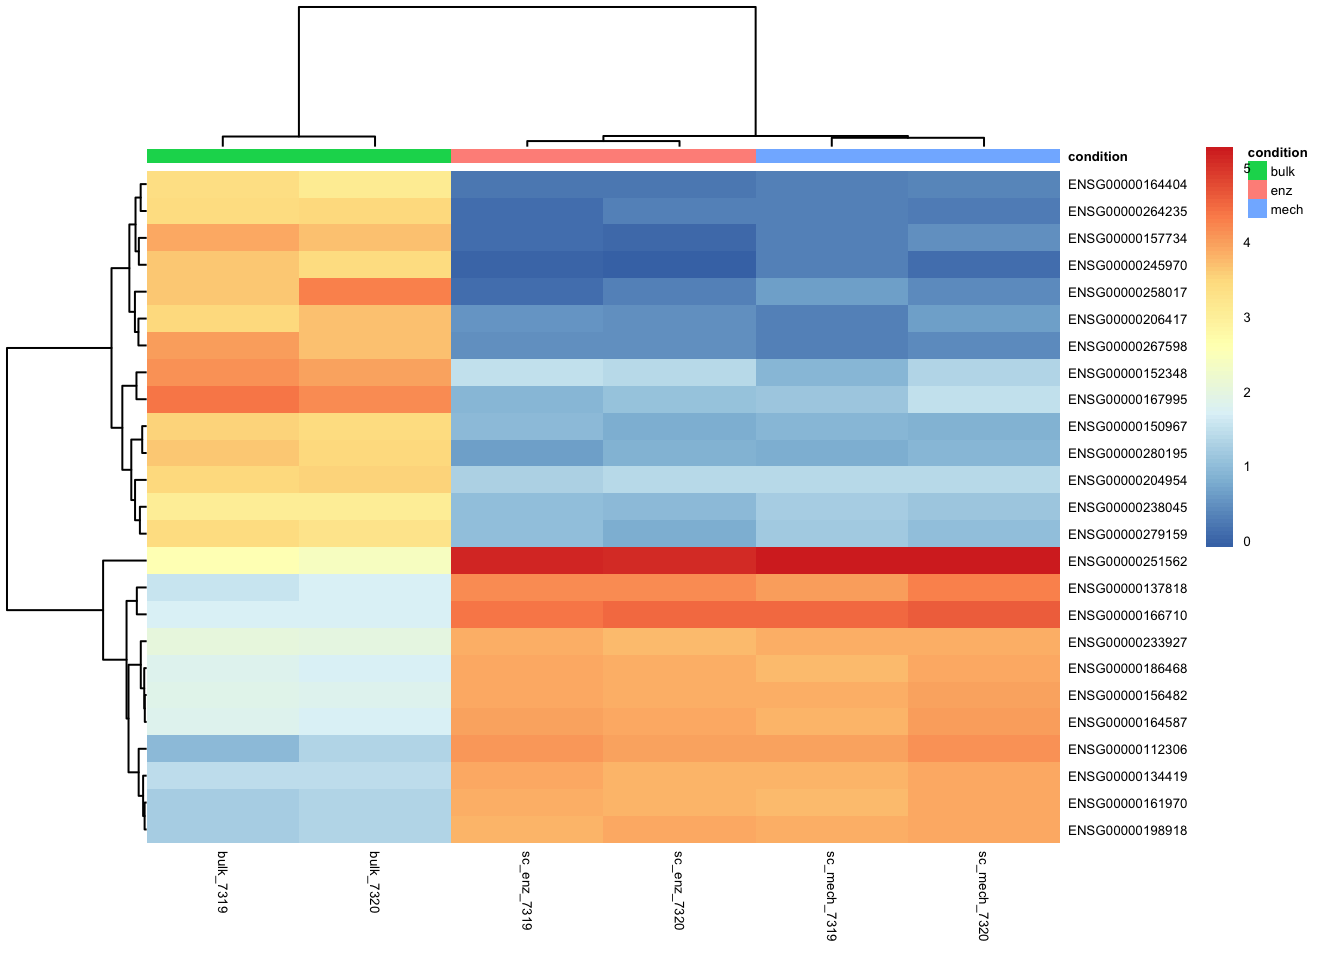 condition
ENSG00000164404
ENSG00000264235
ENSG00000157734
ENSG00000245970
ENSG00000258017
ENSG00000206417
ENSG00000267598
ENSG00000152348
ENSG00000167995
ENSG00000150967
ENSG00000280195
ENSG00000204954
ENSG00000238045
ENSG00000279159
ENSG00000251562
ENSG00000137818
ENSG00000166710
ENSG00000233927
ENSG00000186468
ENSG00000156482
ENSG00000164587
ENSG00000112306
ENSG00000134419
ENSG00000161970
ENSG00000198918
bulk_7319
bulk_7320
sc_enz_7319
sc_enz_7320
sc_mech_7319
sc_mech_7320
5
4
3
2
1
0
condition
bulk
enz
mech